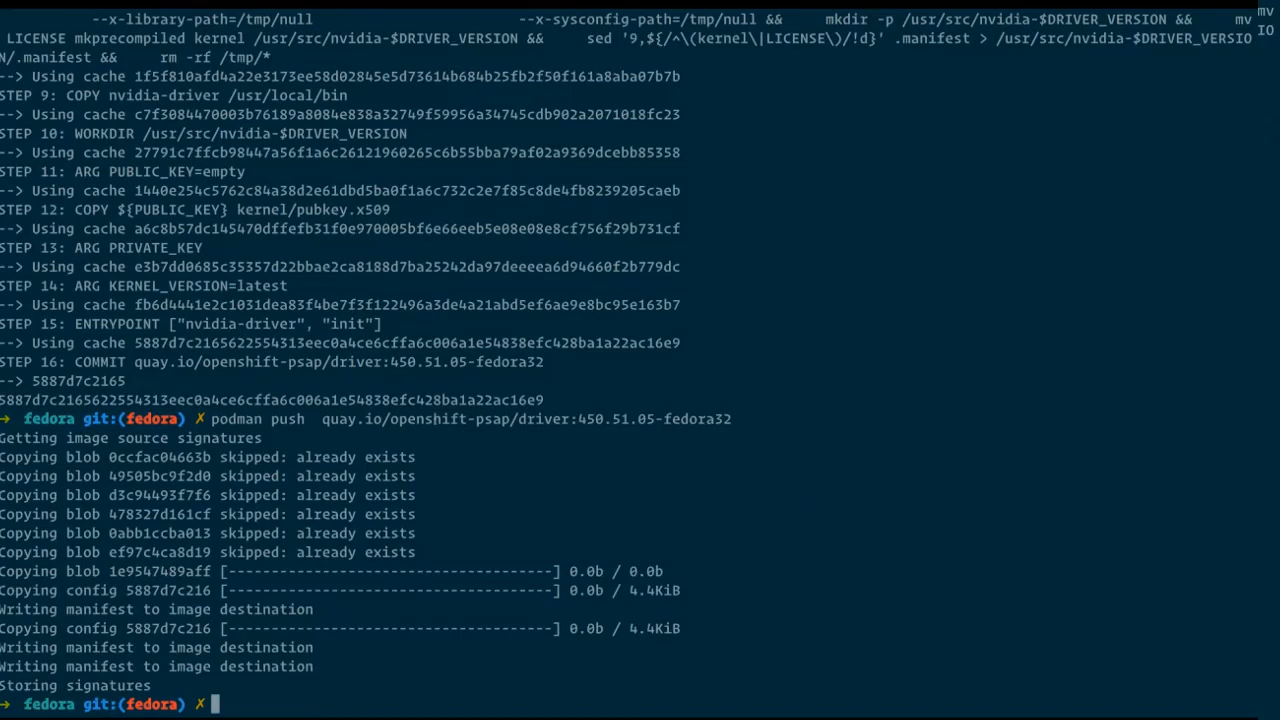 --x-library-path=/tmp/null --x-sysconfig-path=/tmp/null && mkdir -p /usr/src/nvidia-$DRIVER_VERSION && mv
LICENSE mkprecompiled kernel /usr/src/nvidia-$DRIVER_VERSION && sed '9,${/^\(kernel\|LICENSE\)/!d}' .manifest > /usr/src/nvidia-$DRIVER_VERSIO
N/.manifest && rm -rf /tmp/*
--> Using cache 1f5f810afd4a22e3173ee58d02845e5d73614b684b25fb2f50f161a8aba07b7b
STEP 9: COPY nvidia-driver /usr/local/bin
--> Using cache c7f3084470003b76189a8084e838a32749f59956a34745cdb902a2071018fc23
STEP 10: WORKDIR /usr/src/nvidia-$DRIVER_VERSION
--> Using cache 27791c7ffcb98447a56f1a6c26121960265c6b55bba79af02a9369dcebb85358
STEP 11: ARG PUBLIC_KEY=empty
--> Using cache 1440e254c5762c84a38d2e61dbd5ba0f1a6c732c2e7f85c8de4fb8239205caeb
STEP 12: COPY ${PUBLIC_KEY} kernel/pubkey.x509
--> Using cache a6c8b57dc145470dffefb31f0e970005bf6e66eeb5e08e08e8cf756f29b731cf
STEP 13: ARG PRIVATE_KEY
--> Using cache e3b7dd0685c35357d22bbae2ca8188d7ba25242da97deeeea6d94660f2b779dc
STEP 14: ARG KERNEL_VERSION=latest
--> Using cache fb6d4441e2c1031dea83f4be7f3f122496a3de4a21abd5ef6ae9e8bc95e163b7
STEP 15: ENTRYPOINT ["nvidia-driver", "init"]
--> Using cache 5887d7c2165622554313eec0a4ce6cffa6c006a1e54838efc428ba1a22ac16e9
STEP 16: COMMIT quay.io/openshift-psap/driver:450.51.05-fedora32
--> 5887d7c2165
5887d7c2165622554313eec0a4ce6cffa6c006a1e54838efc428ba1a22ac16e9
→ fedora git:(fedora) ✗ podman push quay.io/openshift-psap/driver:450.51.05-fedora32
Getting image source signatures
Copying blob 0ccfac04663b skipped: already exists
Copying blob 49505bc9f2d0 skipped: already exists
Copying blob d3c94493f7f6 skipped: already exists
Copying blob 478327d161cf skipped: already exists
Copying blob 0abb1ccba013 skipped: already exists
Copying blob ef97c4ca8d19 skipped: already exists
Copying blob 1e9547489aff [--------------------------------------] 0.0b / 0.0b
Copying config 5887d7c216 [--------------------------------------] 0.0b / 4.4KiB
Writing manifest to image destination
Copying config 5887d7c216 [--------------------------------------] 0.0b / 4.4KiB
Writing manifest to image destination
Writing manifest to image destination
Storing signatures
→ fedora git:(fedora) ✗
mv
IO